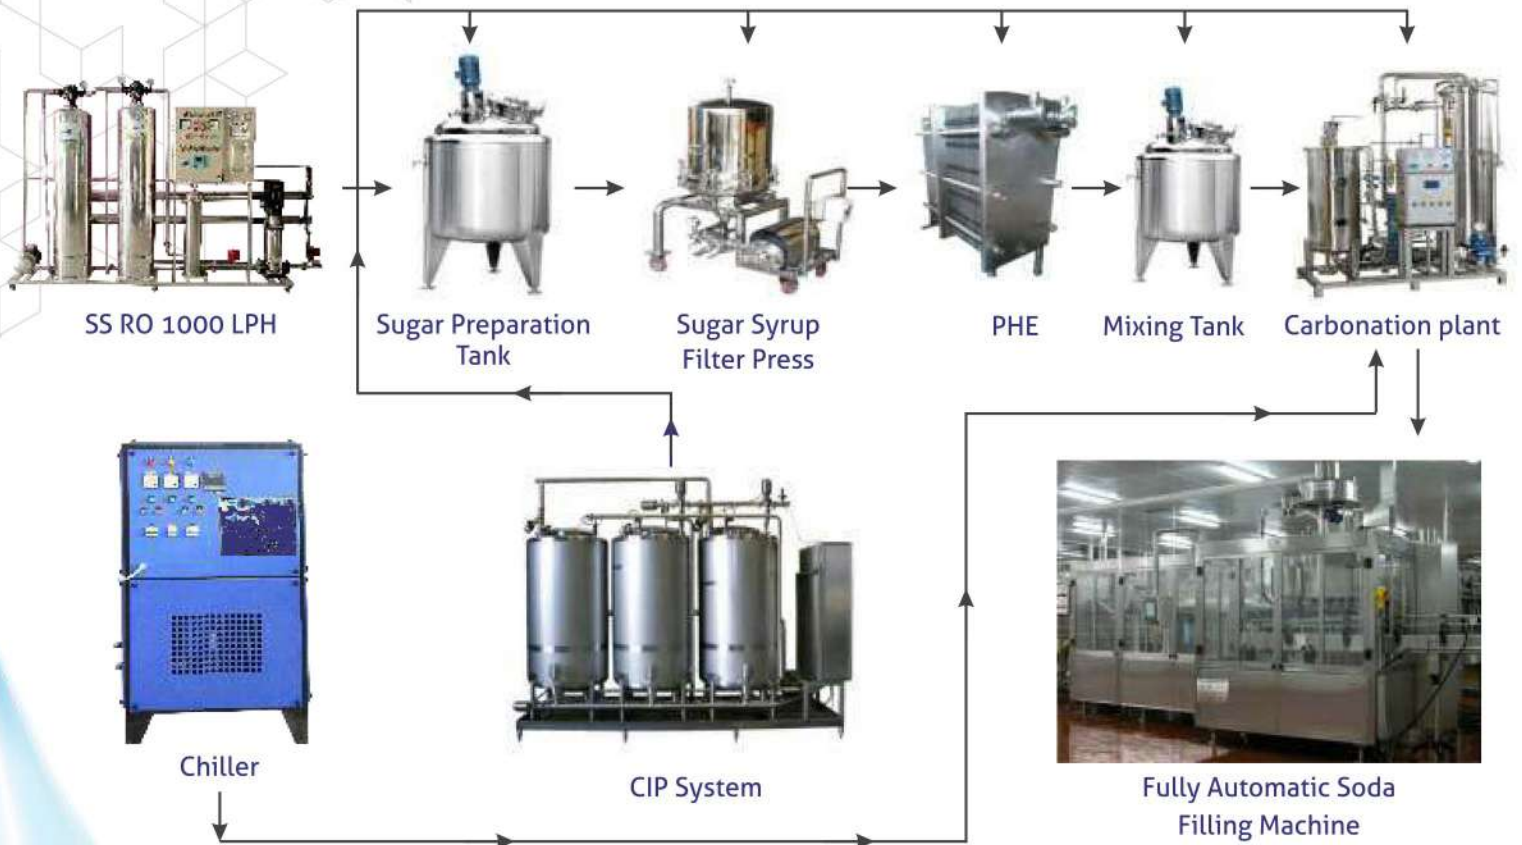 SS RO 1000 LPH
Sugar Preparation
Tank
Sugar Syrup
Filter Press
PHE
Mixing Tank
Carbonation plant
Chiller
CIP System
Fully Automatic Soda
Filling Machine